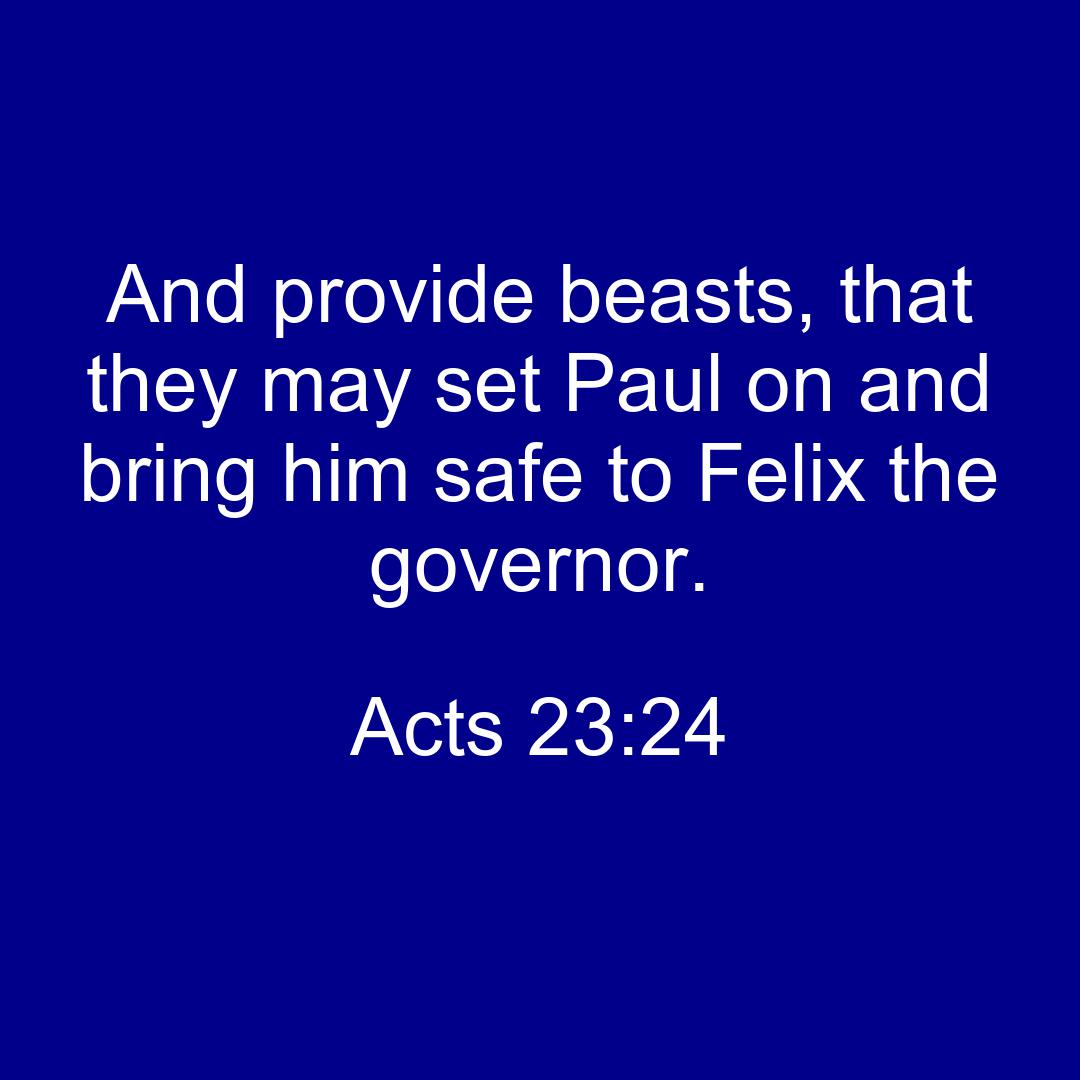 And provide beasts, that
they may set Paul on and
bring him safe to Felix the
governor.
Acts 23:24